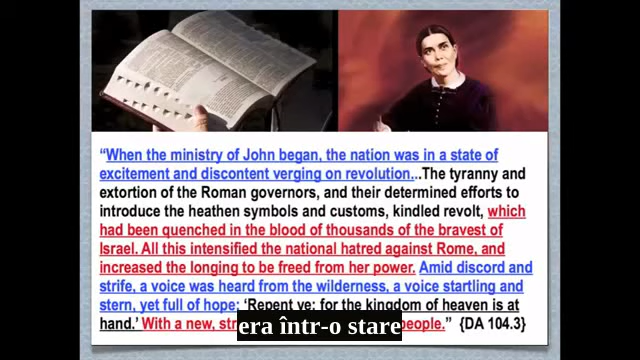 “When the ministry of John began, the nation was in a state of
excitement and discontent verging on revolution...The tyranny and
extortion of the Roman governors, and their determined efforts to
introduce the heathen symbols and customs, kindled revolt, which
had been quenched in the blood of thousands of the bravest of
Israel. All this intensified the national hatred against Rome, and
increased the longing to be freed from her power. Amid discord and
strife, a voice was heard from the wilderness, a voice startling and
stern, yet full of hope: ‘Repent ye; for the kingdom of heaven is at
hand.’ With a new, people.” {DA 104.3}
era într-o stare